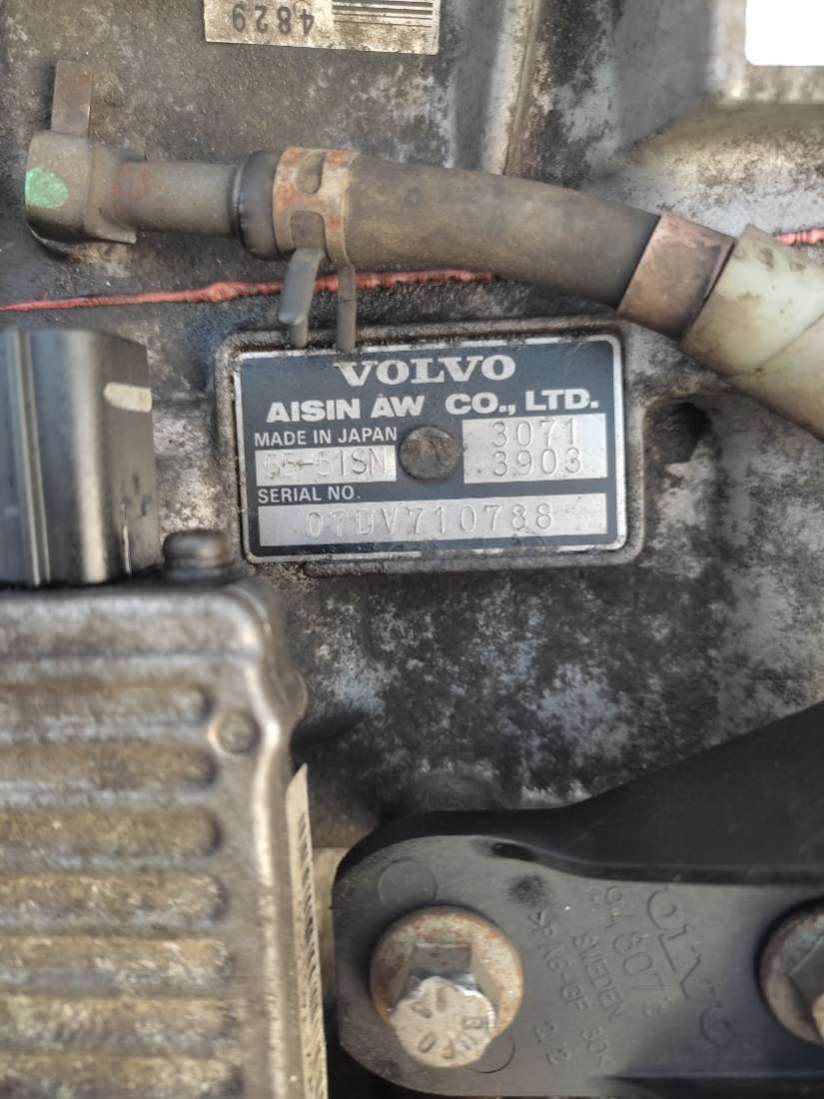 4829
VOLVO
AISIN AW CO., LTD.
MADE IN JAPAN
55-51SN
3071
3903
SERIAL NO.
07DV710788
VOLVO
SWEDEN